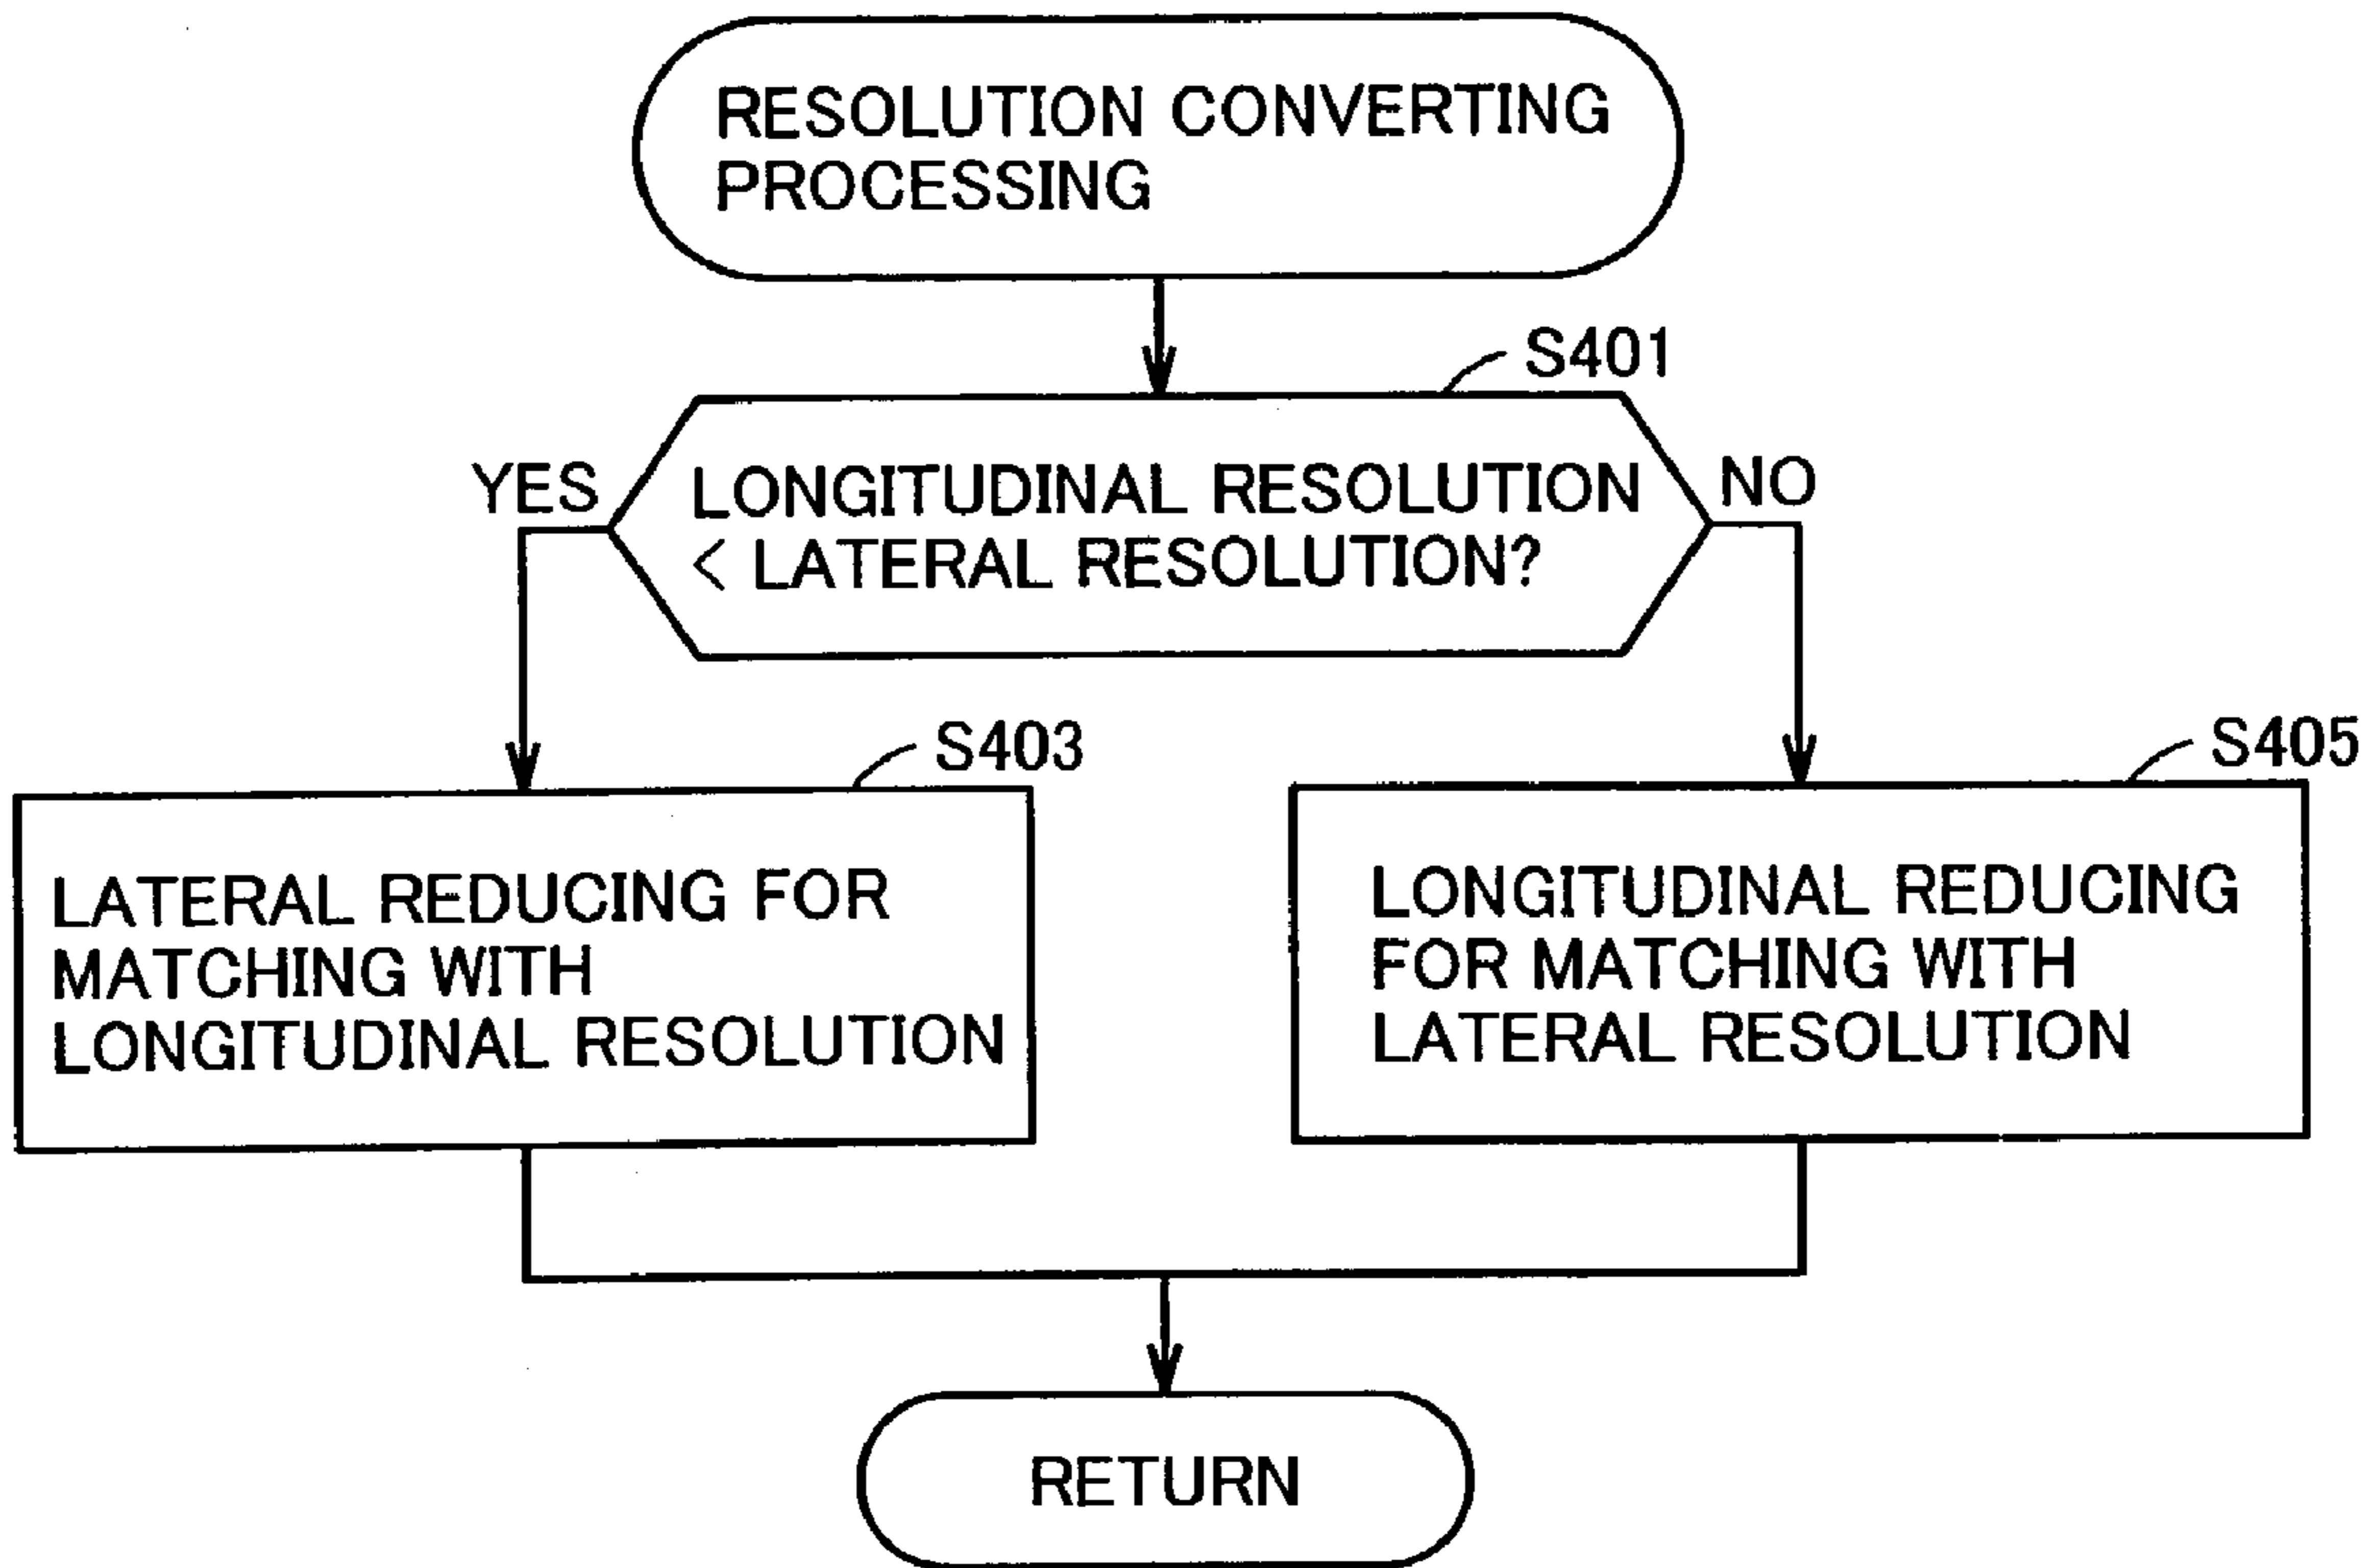 RESOLUTION CONVERTING
PROCESSING
S401
YES
LONGITUDINAL RESOLUTION
< LATERAL RESOLUTION?
NO
S403
S405
LATERAL REDUCING FOR
MATCHING WITH
LONGITUDINAL RESOLUTION
LONGITUDINAL REDUCING
FOR MATCHING WITH
LATERAL RESOLUTION
RETURN